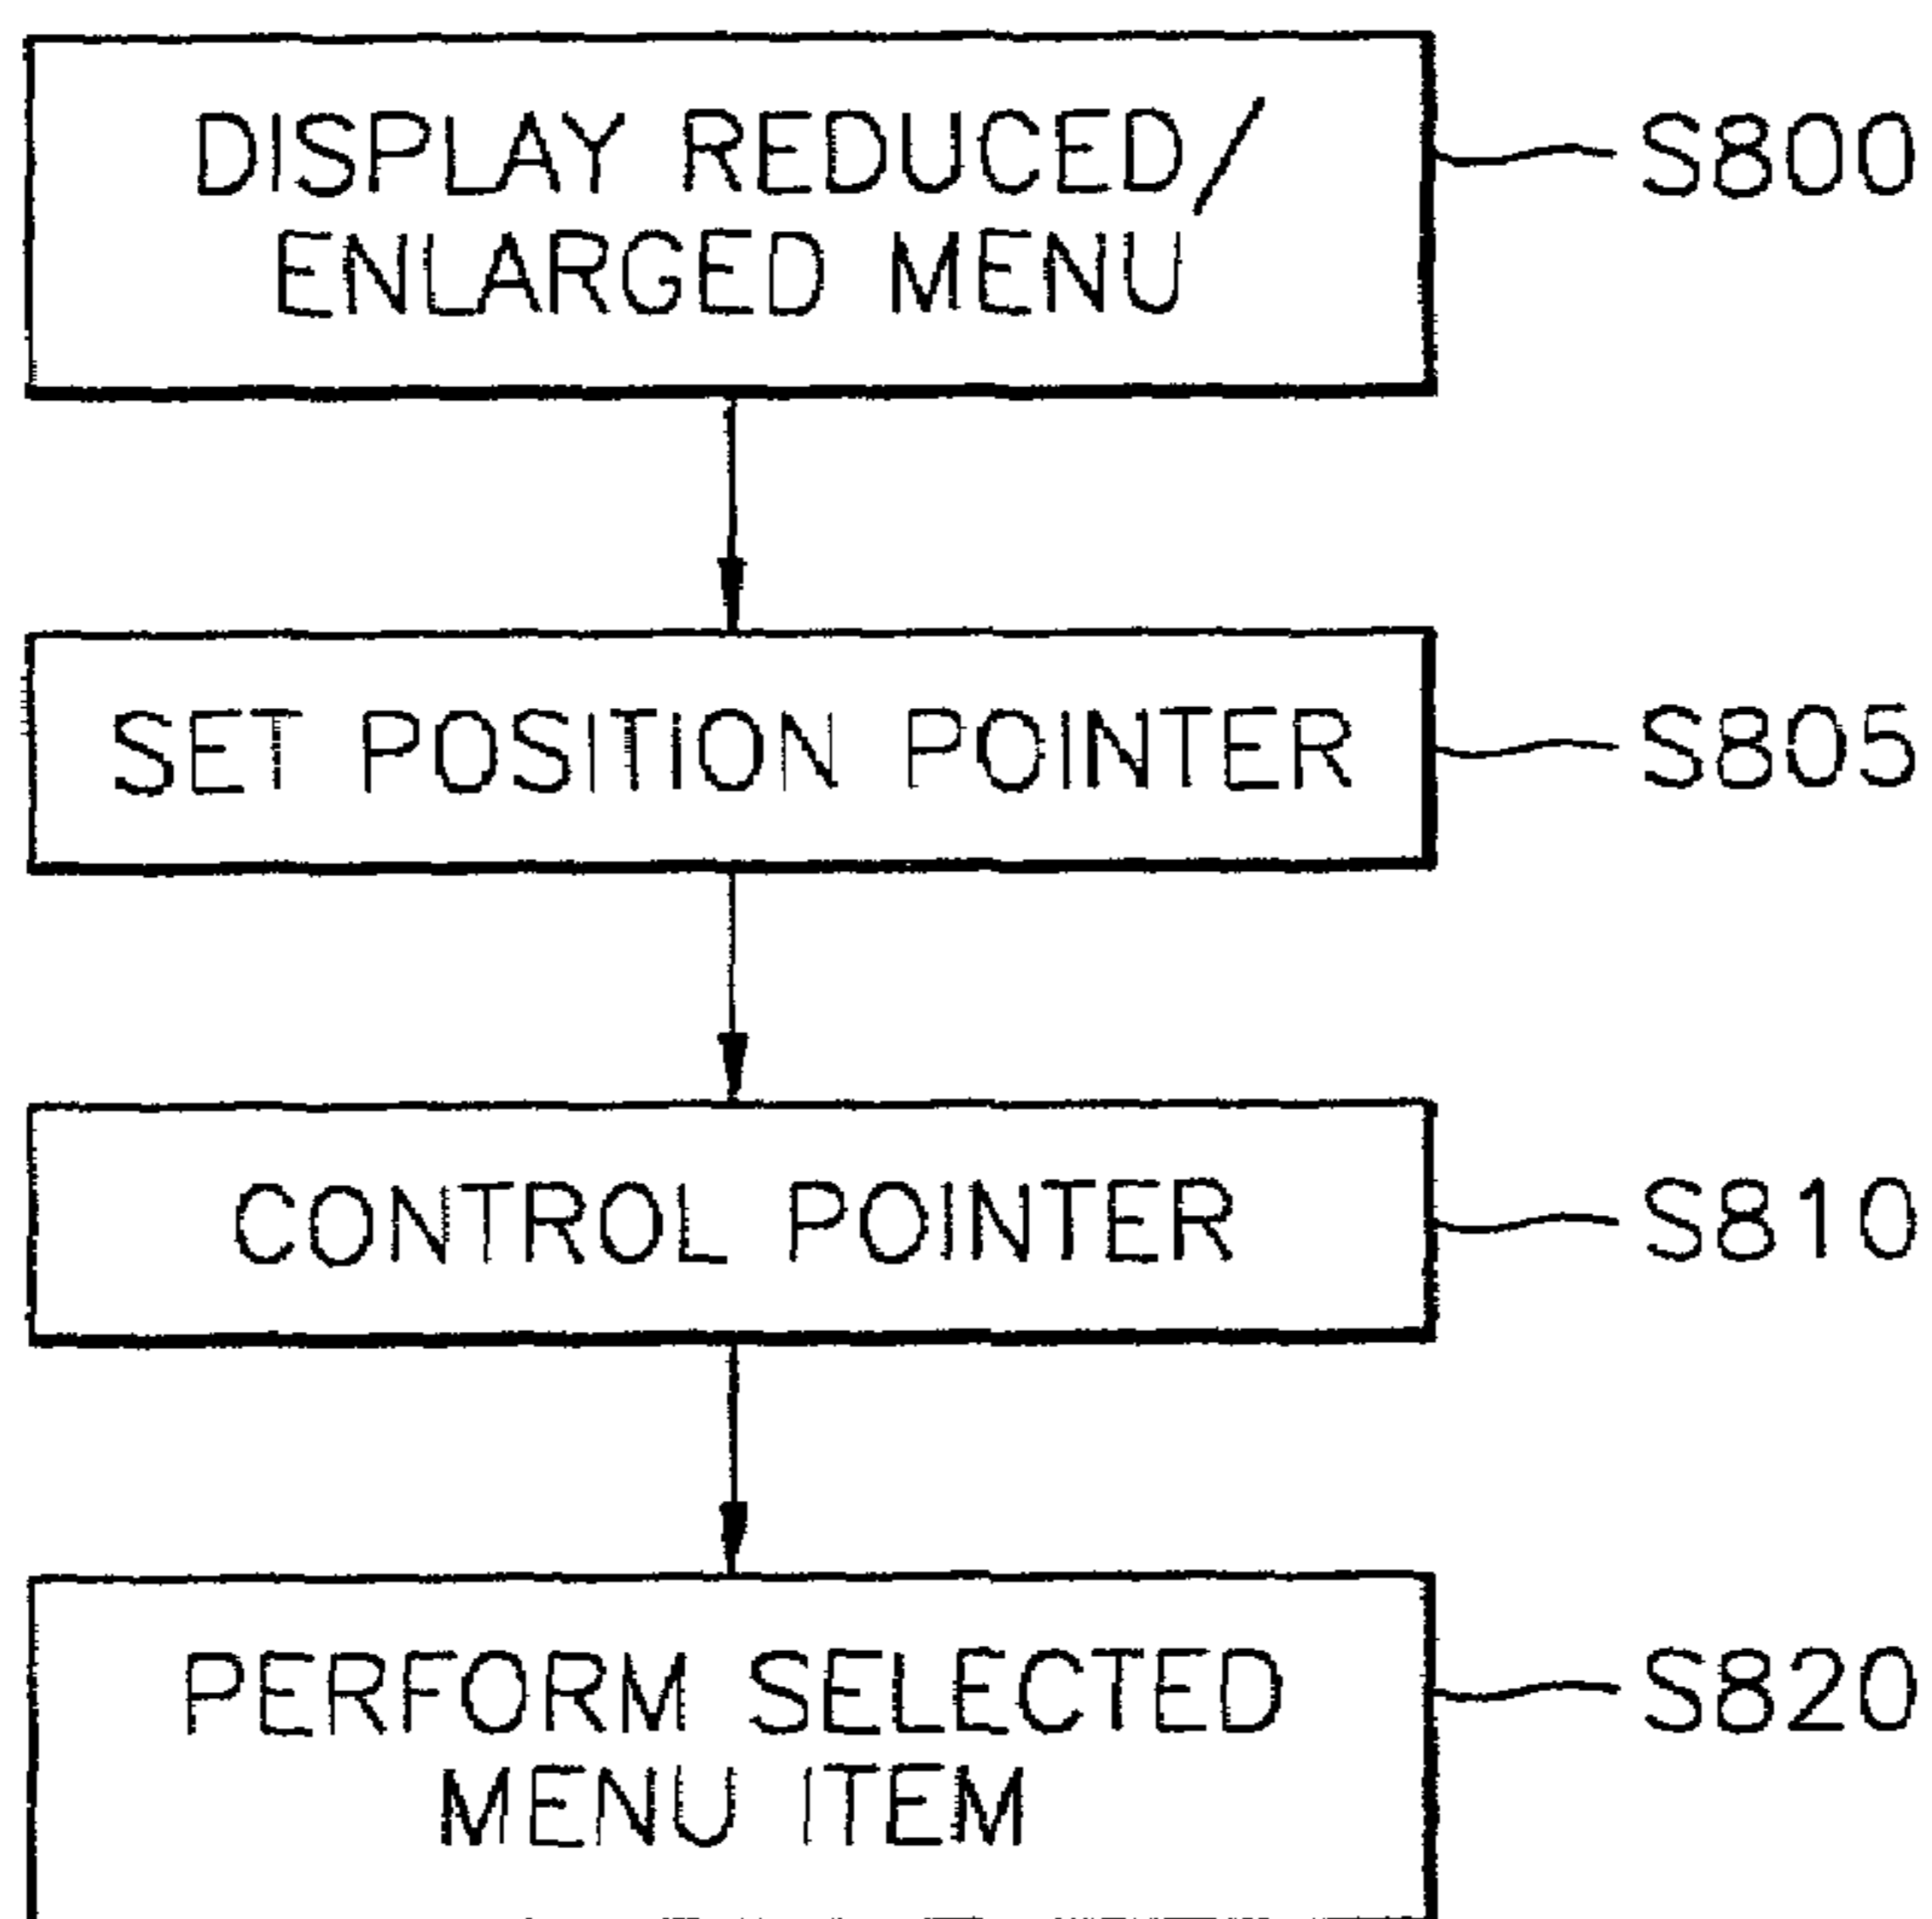 DISPLAY REDUCED/
ENLARGED MENU
S800
SET POSITION POINTER
S805
CONTROL POINTER
S810
PERFORM SELECTED
MENU ITEM
S820